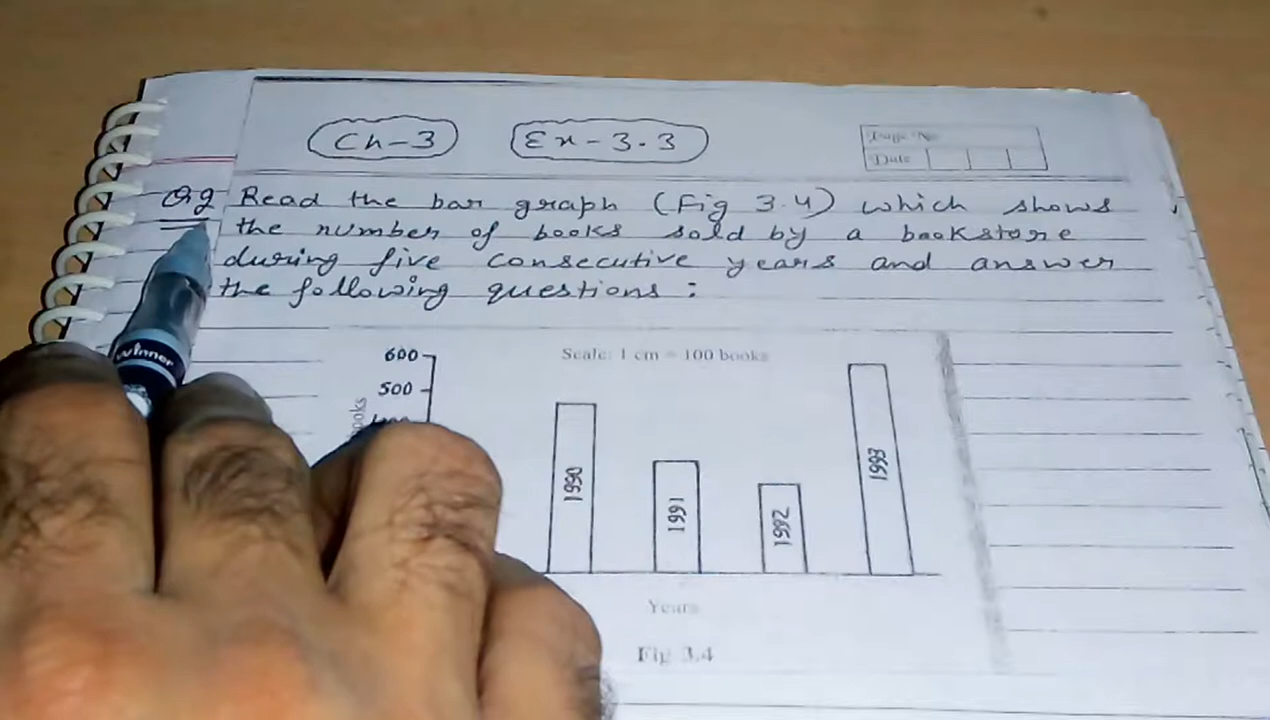 Ch-3 Ex-3.3
Page No.
Date
Q.2 Read the bar graph (Fig 3.4) which shows
the number of books sold by a bookstore
during five consecutive years and answer
the following questions :
Scale: 1 cm = 100 books
600
500
books
1990
1991
1992
1993
Years
Fig 3.4
Winner